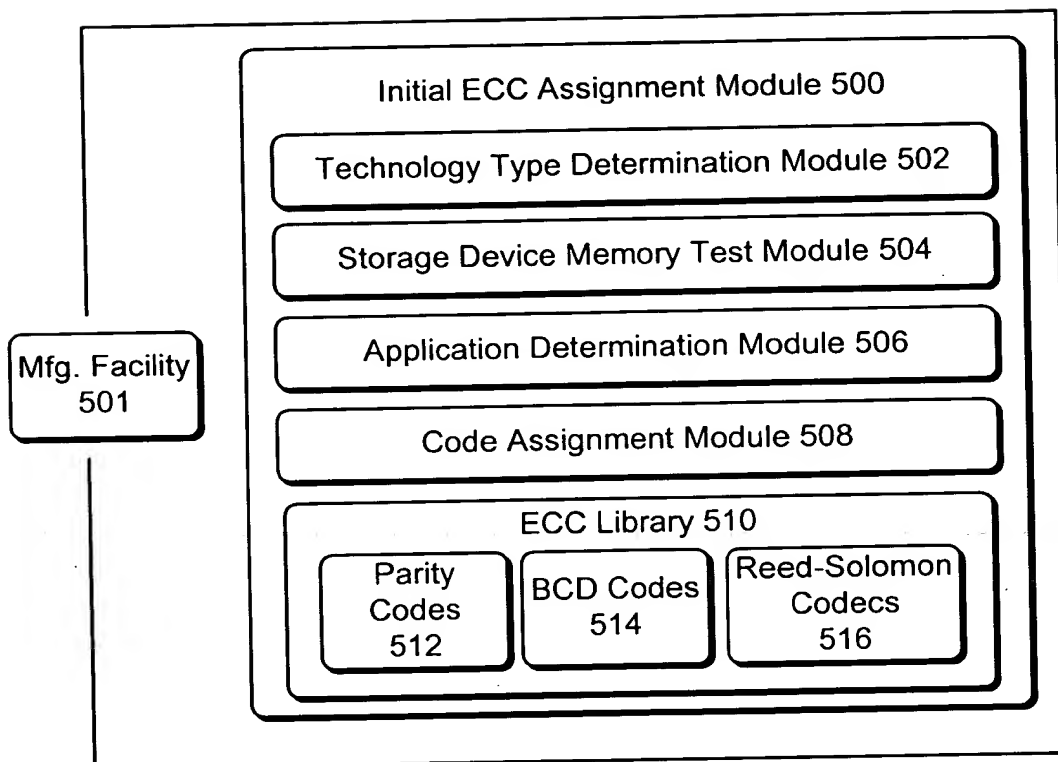 Initial ECC Assignment Module 500
Technology Type Determination Module 502
Storage Device Memory Test Module 504
Application Determination Module 506
Mfg. Facility
501
Code Assignment Module 508
ECC Library 510
Parity
Codes
512
BCD Codes
514
Reed-Solomon
Codecs
516